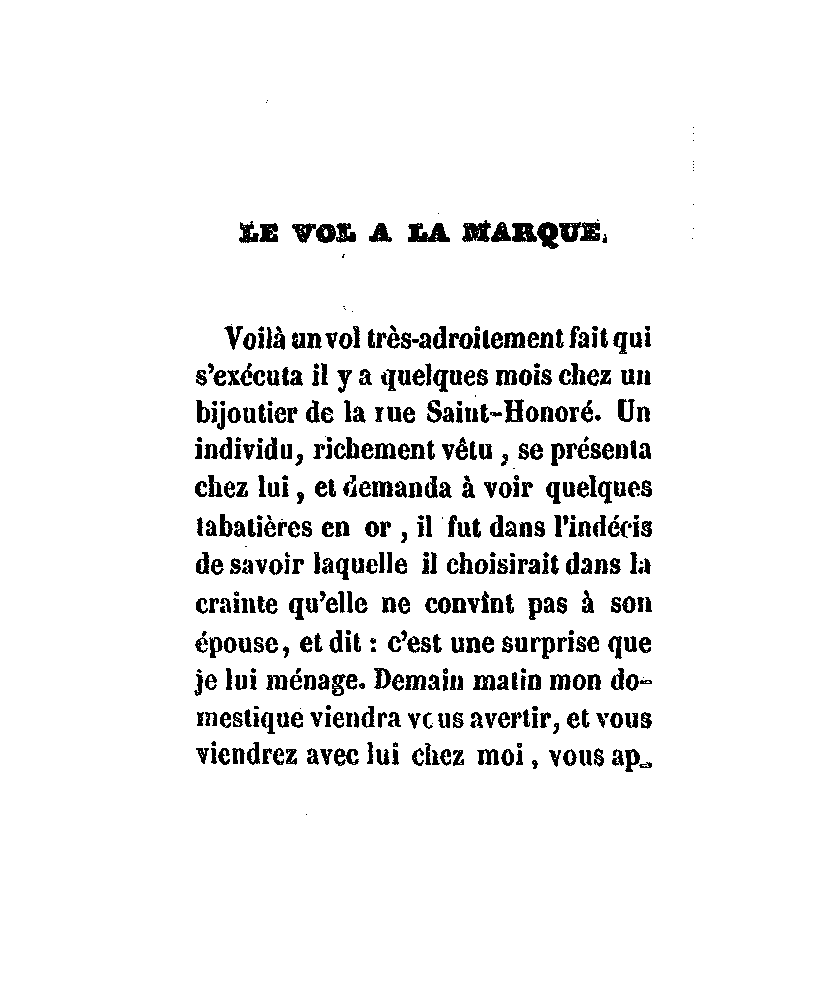 LE VOL A LA MARQUE.
Voilà un vol très-adroitement fait qui
s'exécuta il y a quelques mois chez un
bijoutier de la rue Saint-Honoré. Un
individu, richement vêtu , se présenta
chez lui , et demanda à voir quelques
tabatières en or , il fut dans l'indécis
de savoir laquelle il choisirait dans la
crainte qu'elle ne convînt pas à son
épouse, et dit : c'est une surprise que
je lui ménage. Demain matin mon do-
mestique viendra vous avertir, et vous
viendrez avec lui chez moi , vous ap-